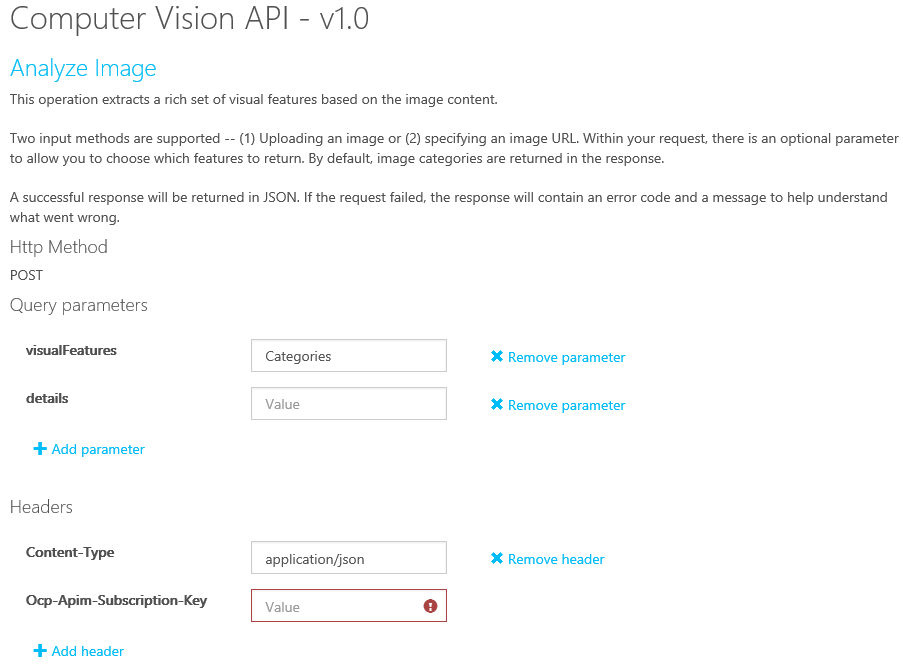 Computer Vision API - v1.0
Analyze Image
This operation extracts a rich set of visual features based on the image content.
Two input methods are supported -- (1) Uploading an image or (2) specifying an image URL. Within your request, there is an optional parameter
to allow you to choose which features to return. By default, image categories are returned in the response.
A successful response will be returned in JSON. If the request failed, the response will contain an error code and a message to help understand
what went wrong.
Http Method
POST
Query parameters
visualFeatures Categories Remove parameter
details Value Remove parameter
Add parameter
Headers
Content-Type application/json Remove header
Ocp-Apim-Subscription-Key Value
Add header